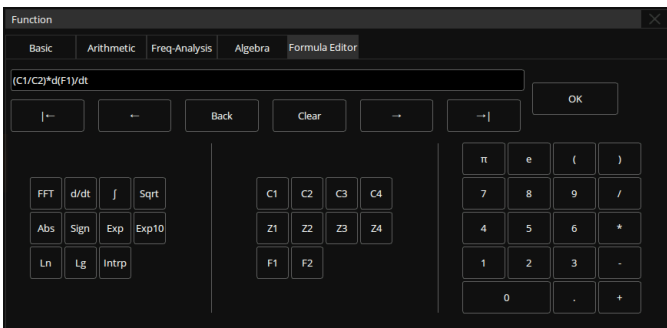 Function
Basic Arithmetic Freq-Analysis Algebra Formula Editor
(C1/C2)*d(F1)/dt
OK
|← ← Back Clear → →|
π e ( )
FFT d/dt ∫ Sqrt C1 C2 C3 C4 7 8 9 /
Abs Sign Exp Exp10 Z1 Z2 Z3 Z4 4 5 6 *
Ln Lg Intrp F1 F2 1 2 3 -
0 . +